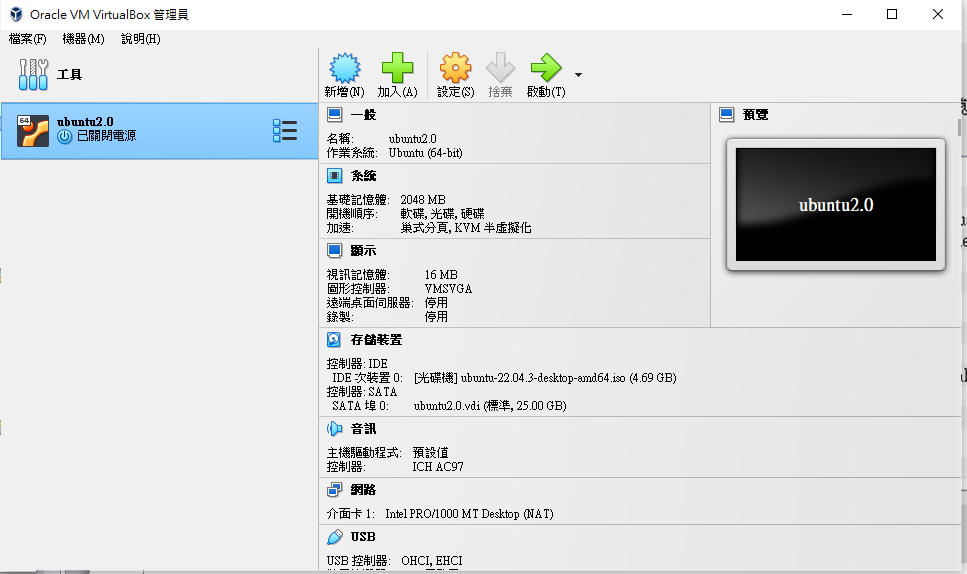 Oracle VM VirtualBox 管理員
檔案(F) 機器(M) 說明(H)
工具
新增(N) 加入(A) 設定(S) 捨棄 啟動(T)
64
ubuntu2.0
已關閉電源
一般
名稱: ubuntu2.0
作業系統: Ubuntu (64-bit)
系統
基礎記憶體: 2048 MB
開機順序: 軟碟, 光碟, 硬碟
加速: 巢式分頁, KVM 半虛擬化
顯示
視訊記憶體: 16 MB
圖形控制器: VMSVGA
遠端桌面伺服器: 停用
錄製: 停用
預覽
ubuntu2.0
存儲裝置
控制器: IDE
IDE 次裝置 0: [光碟機] ubuntu-22.04.3-desktop-amd64.iso (4.69 GB)
控制器: SATA
SATA 埠 0: ubuntu2.0.vdi (標準, 25.00 GB)
音訊
主機驅動程式: 預設值
控制器: ICH AC97
網路
介面卡 1: Intel PRO/1000 MT Desktop (NAT)
USB
USB 控制器: OHCI, EHCI